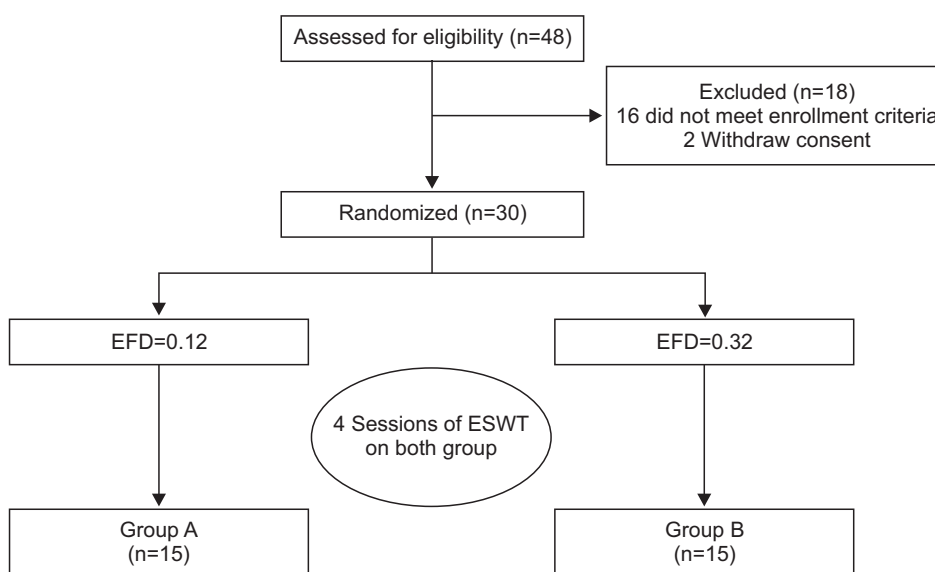 Assessed for eligibility (n=48)
Excluded (n=18)
16 did not meet enrollment criteria
2 Withdraw consent
Randomized (n=30)
EFD=0.12
EFD=0.32
4 Sessions of ESWT
on both group
Group A
(n=15)
Group B
(n=15)